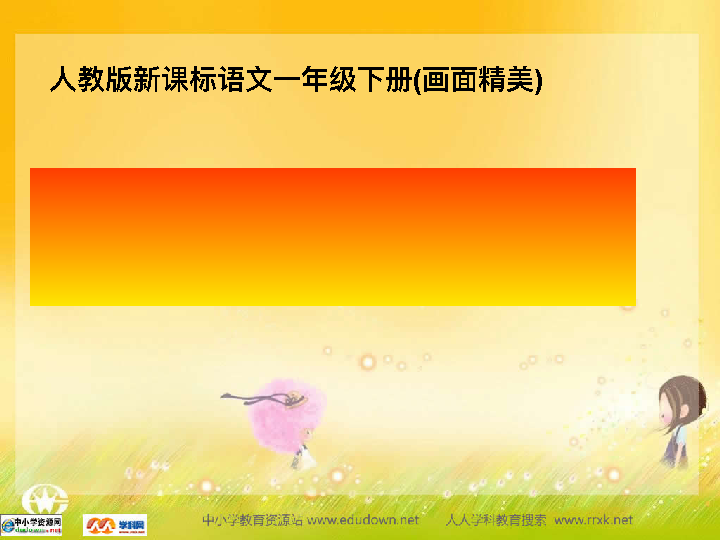 人教版新课标语文一年级下册(画面精美)
中小学资源网
学科网
中小学教育资源站 www.edudown.net 人人学科教育搜索 www.rrxk.net